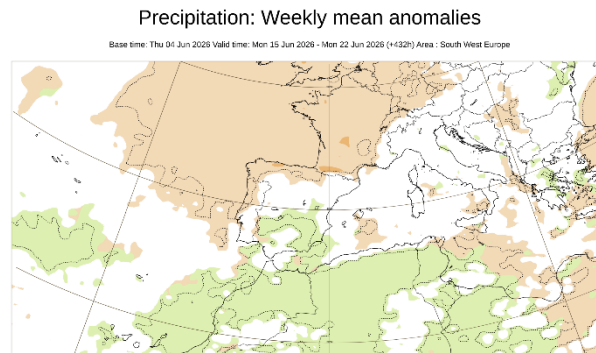 Precipitation: Weekly mean anomalies
Base time: Thu 04 Jun 2026 Valid time: Mon 15 Jun 2026 - Mon 22 Jun 2026 (+432h) Area : South West Europe